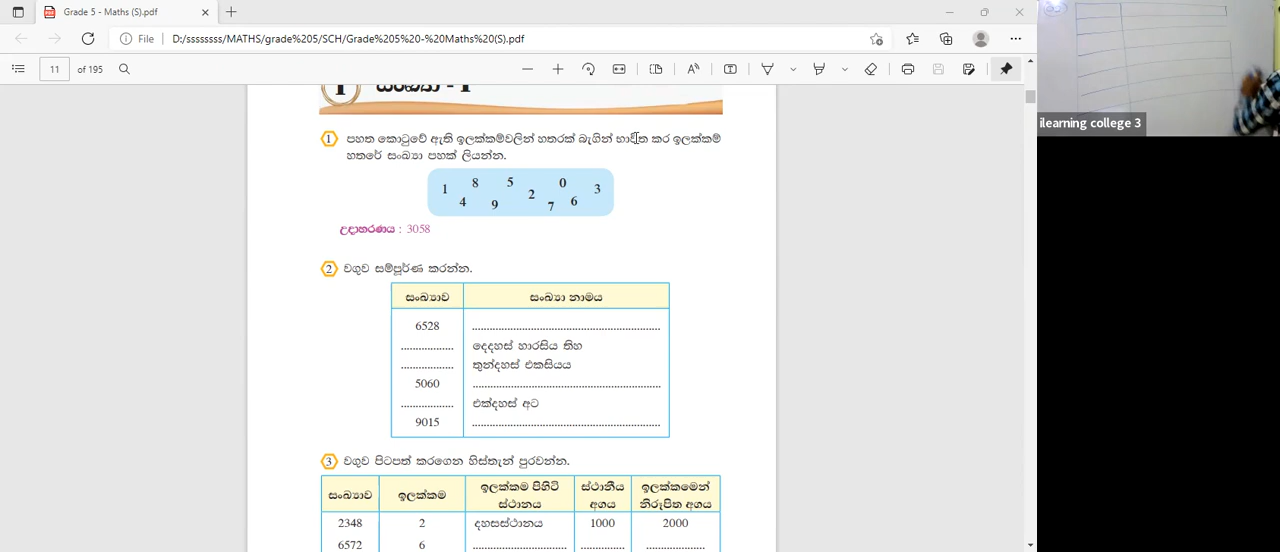 Grade 5 - Maths (S).pdf
File D:/ssssssss/MATHS/grade%205/SCH/Grade%205%20-%20Maths%20(S).pdf
11 of 195
1 සංඛ්‍යා - 1
1 පහත කොටුවේ ඇති ඉලක්කම්වලින් හතරක් බැගින් භාවිත කර ඉලක්කම්
හතරේ සංඛ්‍යා පහක් ලියන්න.
1 8 5 2 0 3
4 9 7 6
උදාහරණය : 3058
2 වගුව සම්පූර්ණ කරන්න.
සංඛ්‍යාව සංඛ්‍යා නාමය
6528 ............................................................
.................. දෙදහස් හාරසිය තිහ
.................. තුන්දහස් එකසියය
5060 ............................................................
.................. එක්දහස් අට
9015 ............................................................
3 වගුව පිටපත් කරගෙන හිස්තැන් පුරවන්න.
සංඛ්‍යාව ඉලක්කම ඉලක්කම පිහිටි ස්ථානය ස්ථානීය අගය ඉලක්කමෙන් නිරූපිත අගය
2348 2 දහසස්ථානය 1000 2000
6572 6 .............................. .............. ...................
ilearning college 3